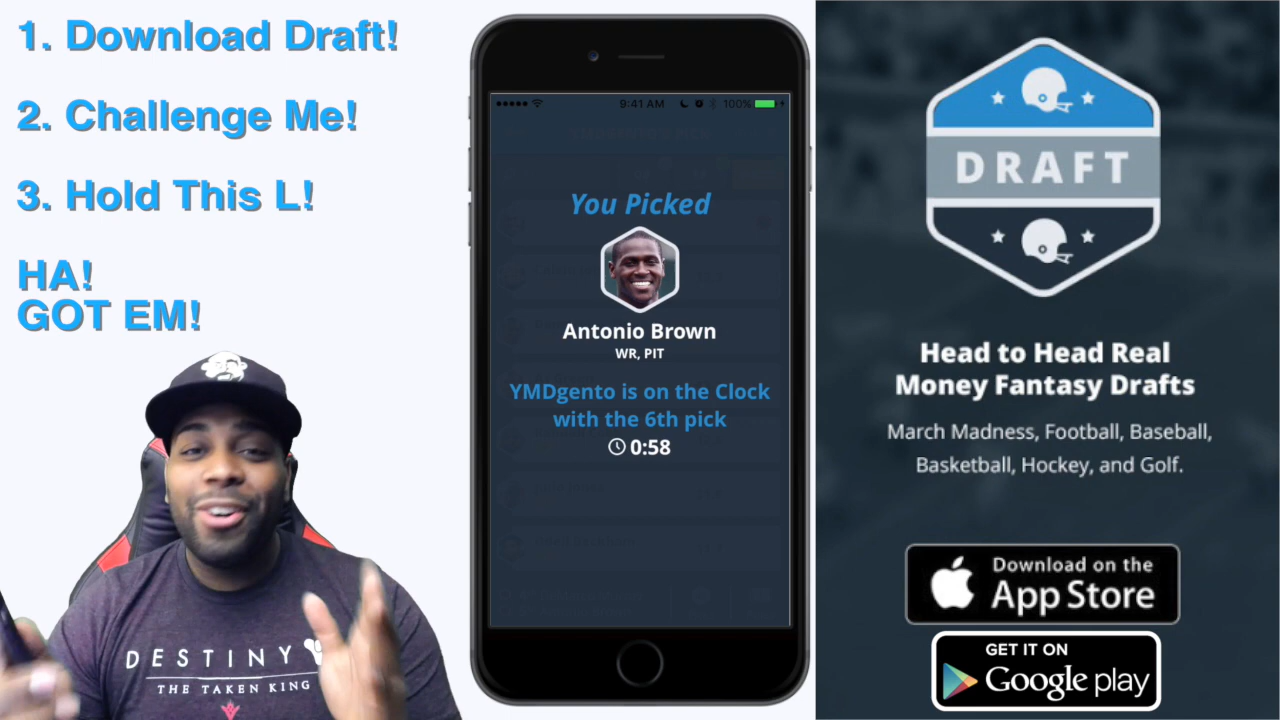 1. Download Draft!
2. Challenge Me!
3. Hold This L!
HA!
GOT EM!
DESTINY
THE TAKEN KING
9:41 AM
100%
You Picked
Antonio Brown
WR, PIT
YMDgento is on the Clock
with the 6th pick
0:58
DRAFT
Head to Head Real
Money Fantasy Drafts
March Madness, Football, Baseball,
Basketball, Hockey, and Golf.
Download on the
App Store
GET IT ON
Google play